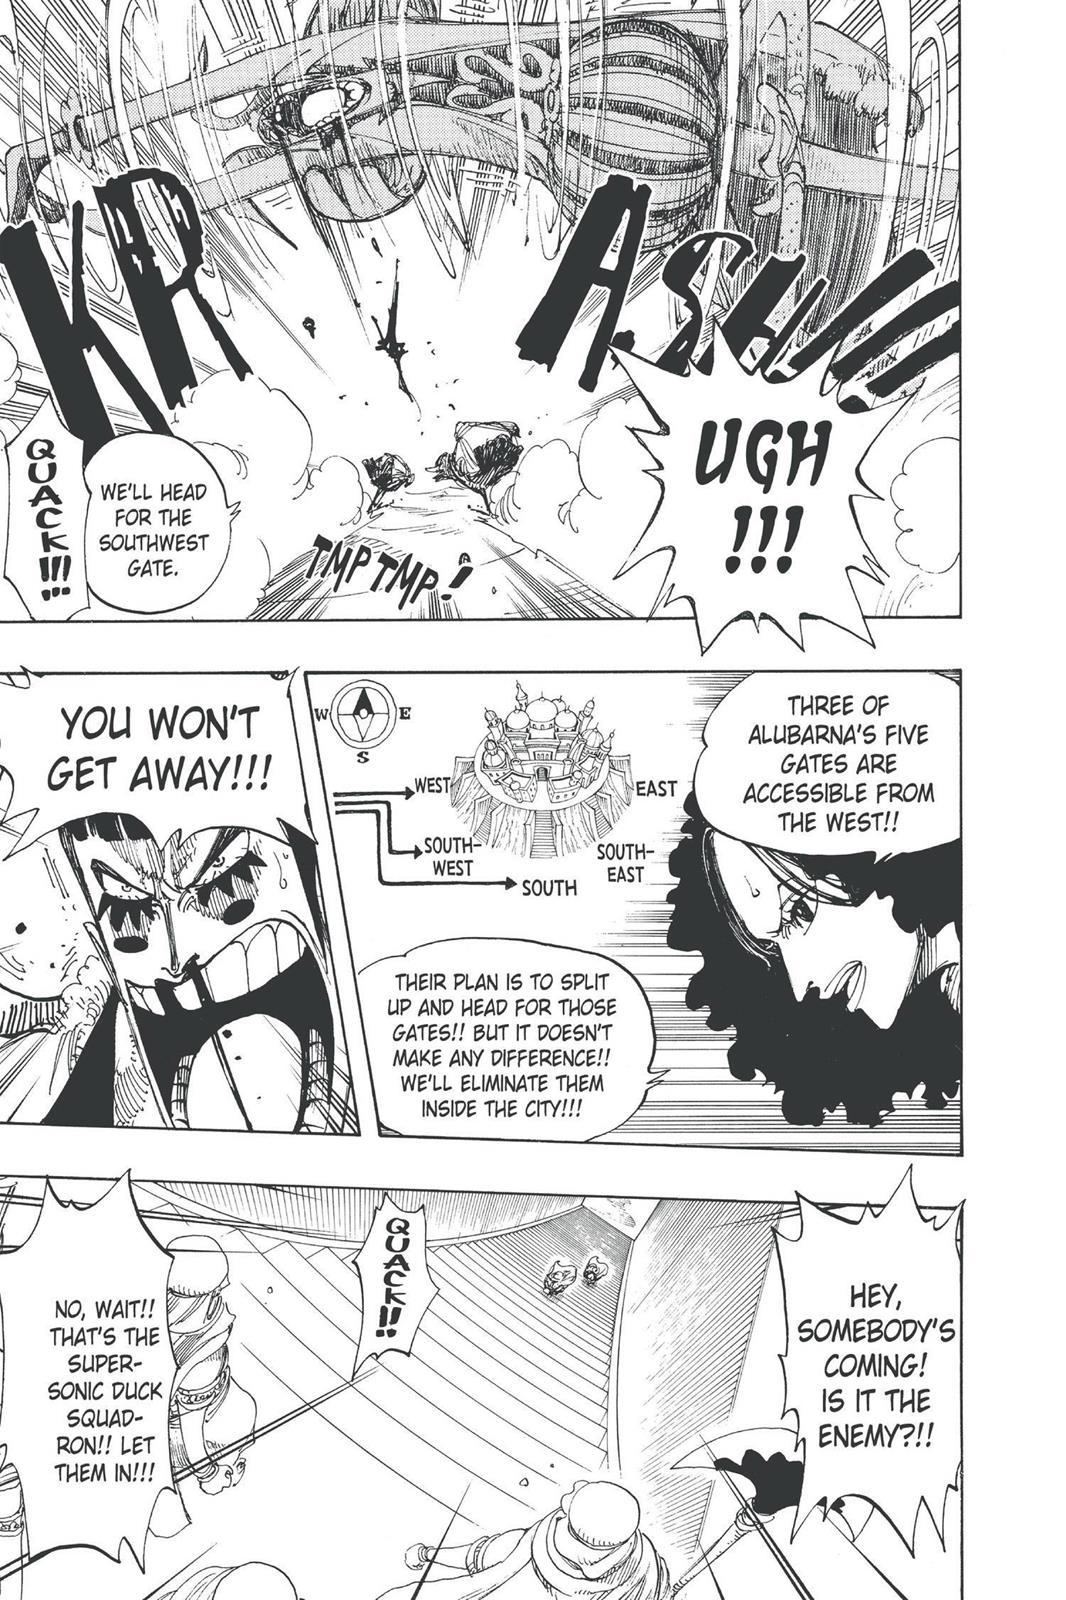 KRASH!!!
UGH
!!!
TMP TMP!
WE'LL HEAD
FOR THE
SOUTHWEST
GATE.
QUACK!!!
THREE OF
ALUBARNA'S FIVE
GATES ARE
ACCESSIBLE FROM
THE WEST!!
W E
S
WEST
EAST
SOUTH-
WEST
SOUTH-
EAST
SOUTH
THEIR PLAN IS TO SPLIT
UP AND HEAD FOR THOSE
GATES!! BUT IT DOESN'T
MAKE ANY DIFFERENCE!!
WE'LL ELIMINATE THEM
INSIDE THE CITY!!!
YOU WON'T
GET AWAY!!!
HEY,
SOMEBODY'S
COMING!
IS IT THE
ENEMY?!!
QUACK!!
NO, WAIT!!
THAT'S THE
SUPER-
SONIC DUCK
SQUAD-
RON!! LET
THEM IN!!!